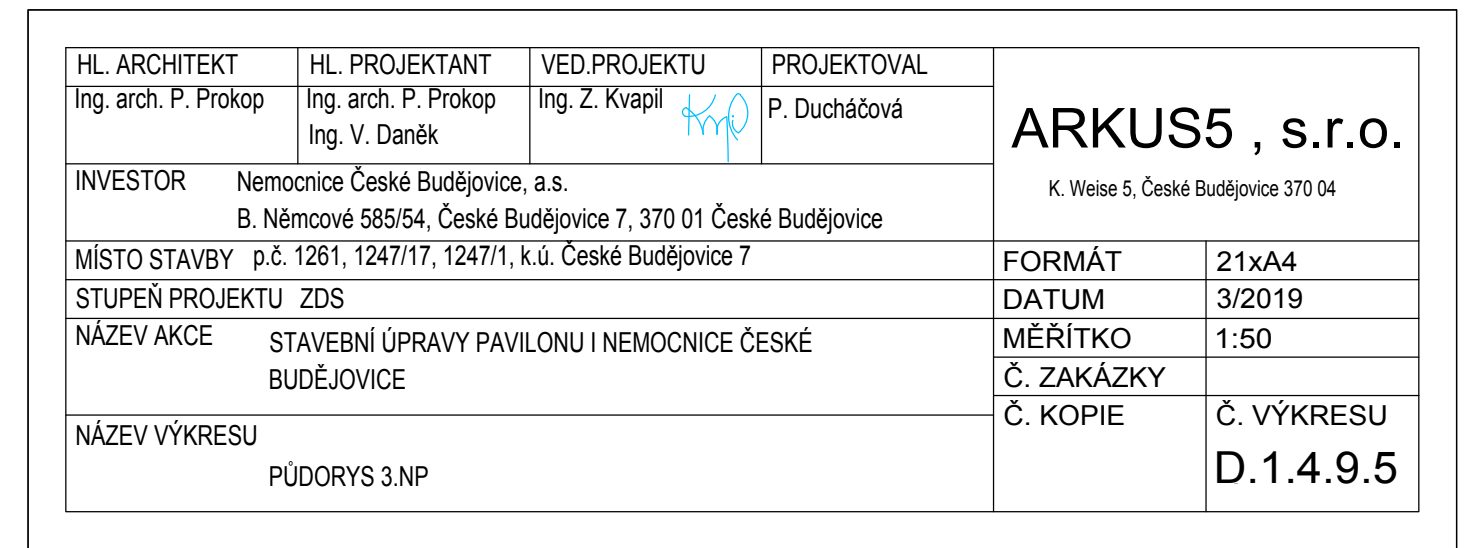 HL. ARCHITEKT HL. PROJEKTANT VED.PROJEKTU PROJEKTOVAL
Ing. arch. P. Prokop Ing. arch. P. Prokop Ing. Z. Kvapil P. Ducháčová
Ing. V. Daněk
ARKUS5 , s.r.o.
K. Weise 5, České Budějovice 370 04
INVESTOR Nemocnice České Budějovice, a.s.
B. Němcové 585/54, České Budějovice 7, 370 01 České Budějovice
MÍSTO STAVBY p.č. 1261, 1247/17, 1247/1, k.ú. České Budějovice 7
FORMÁT 21xA4
STUPEŇ PROJEKTU ZDS
DATUM 3/2019
NÁZEV AKCE STAVEBNÍ ÚPRAVY PAVILONU I NEMOCNICE ČESKÉ
BUDĚJOVICE
MĚŘÍTKO 1:50
Č. ZAKÁZKY
Č. KOPIE Č. VÝKRESU
D.1.4.9.5
NÁZEV VÝKRESU
PŮDORYS 3.NP